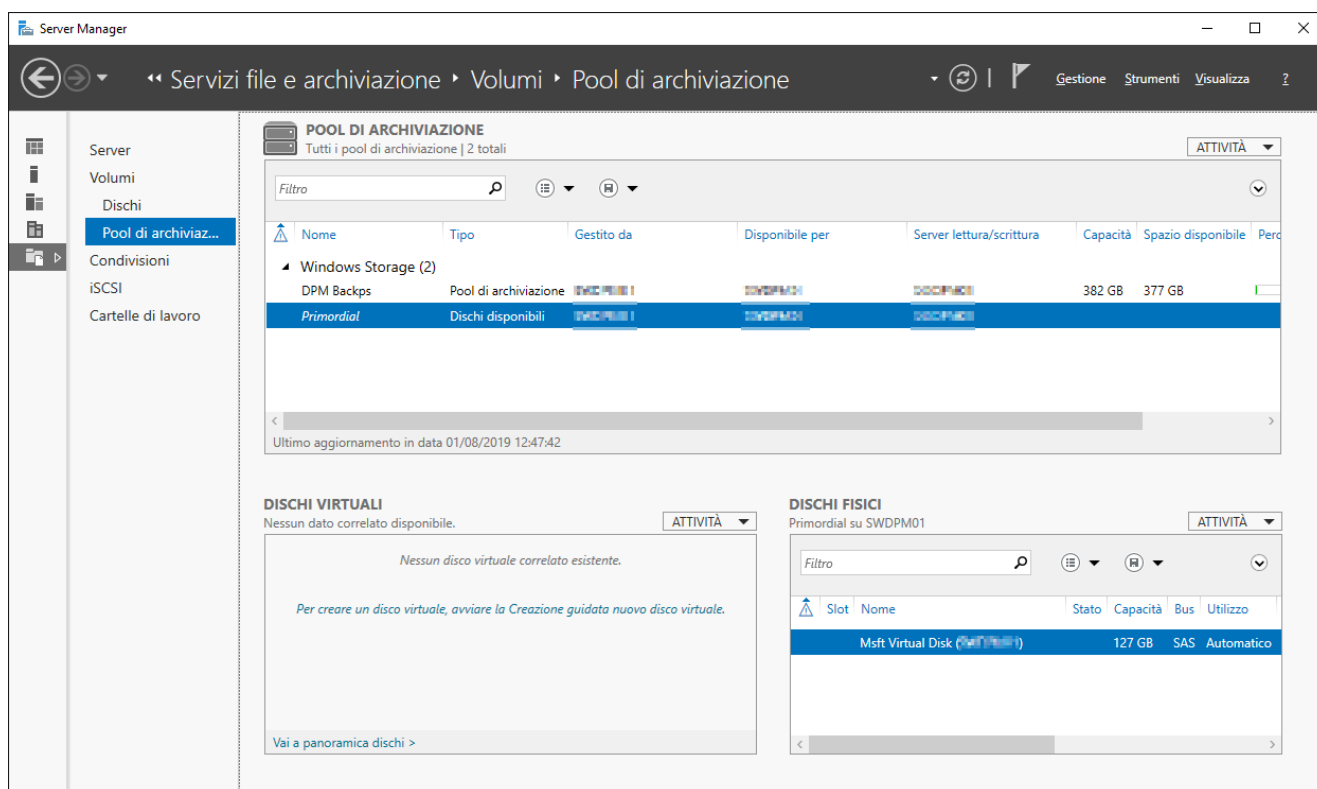 Server Manager
Servizi file e archiviazione Volumi Pool di archiviazione
Gestione Strumenti Visualizza ?
Server
Volumi
Dischi
Pool di archiviaz...
Condivisioni
iSCSI
Cartelle di lavoro
POOL DI ARCHIVIAZIONE
Tutti i pool di archiviazione | 2 totali
ATTIVITÀ
Filtro
Nome Tipo Gestito da Disponibile per Server lettura/scrittura Capacità Spazio disponibile Perc
Windows Storage (2)
DPM Backps Pool di archiviazione 382 GB 377 GB
Primordial Dischi disponibili
Ultimo aggiornamento in data 01/08/2019 12:47:42
DISCHI VIRTUALI
Nessun dato correlato disponibile.
ATTIVITÀ
Nessun disco virtuale correlato esistente.
Per creare un disco virtuale, avviare la Creazione guidata nuovo disco virtuale.
Vai a panoramica dischi >
DISCHI FISICI
Primordial su SWDPM01
ATTIVITÀ
Filtro
Slot Nome Stato Capacità Bus Utilizzo
Msft Virtual Disk ( ) 127 GB SAS Automatico